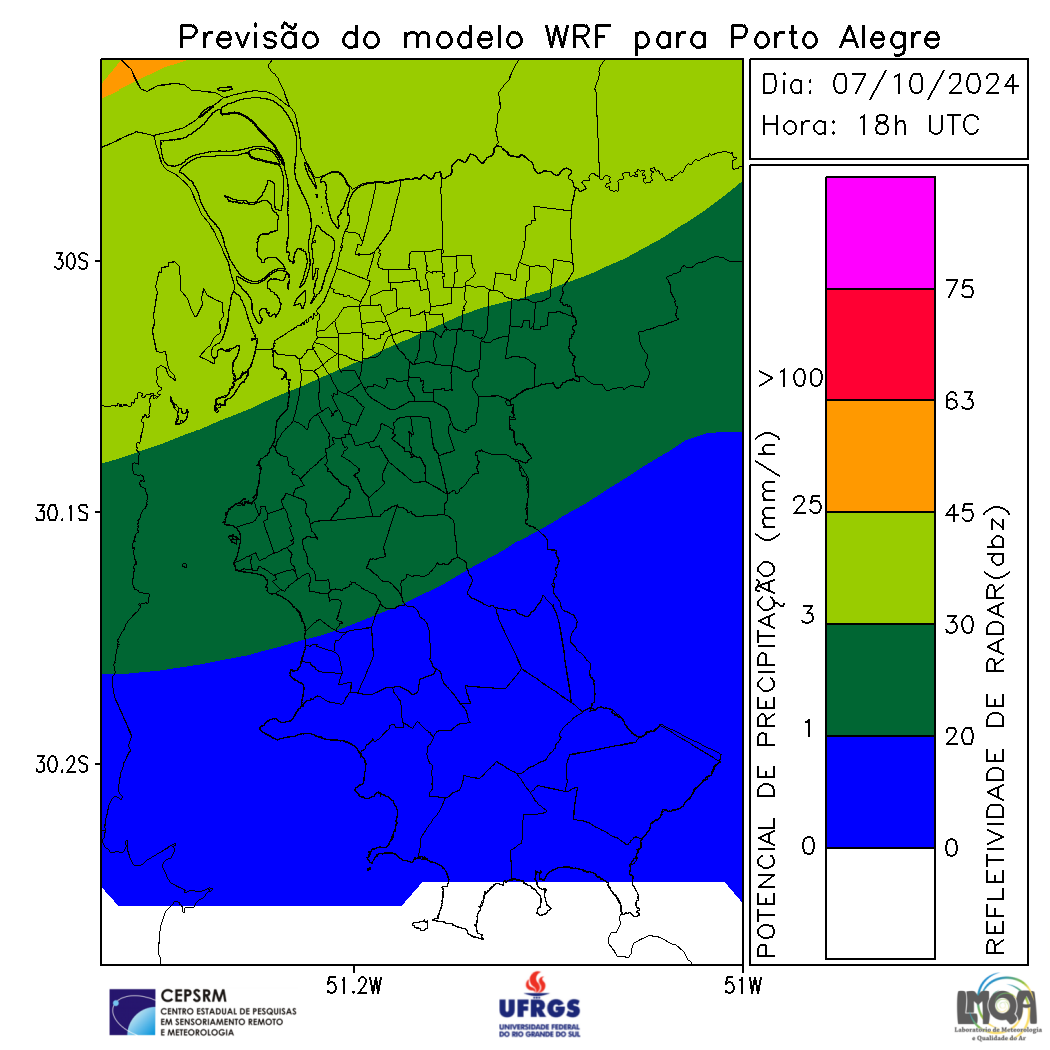 Previsão do modelo WRF para Porto Alegre
Dia: 07/10/2024
Hora: 18h UTC
30S
30.1S
30.2S
51.2W
51W
POTENCIAL DE PRECIPITAÇÃO (mm/h)
>100
25
3
1
0
75
63
45
30
20
0
REFLETIVIDADE DE RADAR(dbz)
CEPSRM
CENTRO ESTADUAL DE PESQUISAS
EM SENSORIAMENTO REMOTO
E METEOROLOGIA
UFRGS
UNIVERSIDADE FEDERAL
DO RIO GRANDE DO SUL
LMQA
Laboratório de Meteorologia
e Qualidade do Ar